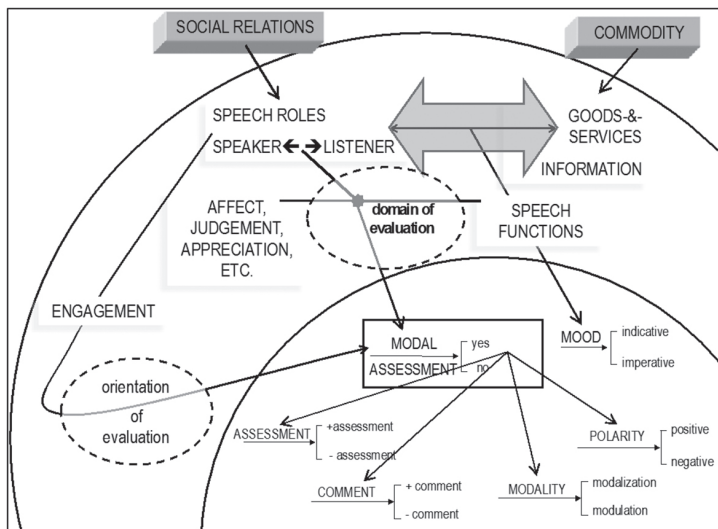 SOCIAL RELATIONS
COMMODITY
SPEECH ROLES
SPEAKER LISTENER
GOODS-&-
SERVICES
INFORMATION
AFFECT,
JUDGEMENT,
APPRECIATION,
ETC.
domain of
evaluation
SPEECH
FUNCTIONS
ENGAGEMENT
MODAL
ASSESSMENT
yes
no
MOOD
indicative
imperative
orientation
of
evaluation
ASSESSMENT
+assessment
- assessment
COMMENT
+ comment
- comment
MODALITY
modalization
modulation
POLARITY
positive
negative